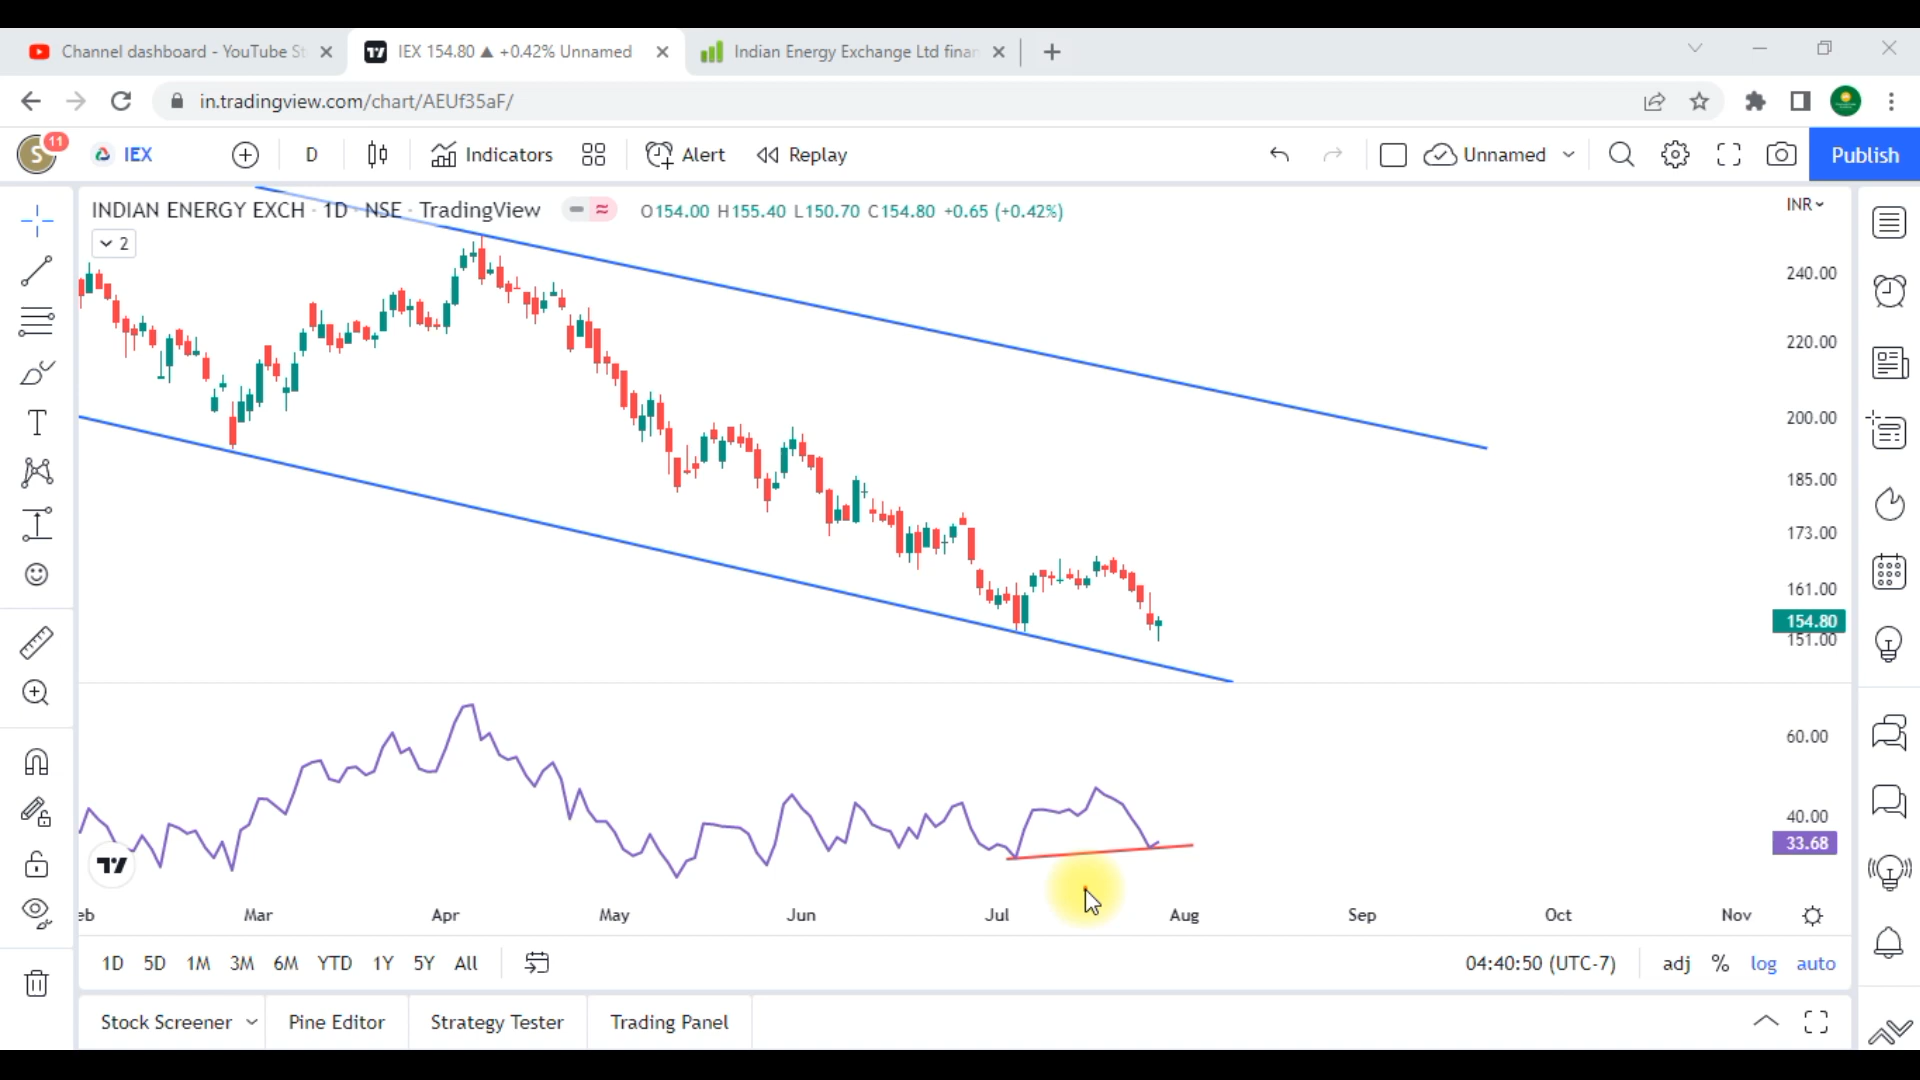 Channel dashboard - YouTube St
IEX 154.80 ▲ +0.42% Unnamed
Indian Energy Exchange Ltd finan
in.tradingview.com/chart/AEUf35aF/
S 11
IEX
D
Indicators
Alert
Replay
Unnamed
Publish
INDIAN ENERGY EXCH · 1D · NSE · TradingView
O154.00 H155.40 L150.70 C154.80 +0.65 (+0.42%)
INR
2
240.00
220.00
200.00
185.00
173.00
161.00
154.80
151.00
60.00
40.00
33.68
eb Mar Apr May Jun Jul Aug Sep Oct Nov
1D 5D 1M 3M 6M YTD 1Y 5Y All
04:40:50 (UTC-7) adj % log auto
Stock Screener Pine Editor Strategy Tester Trading Panel